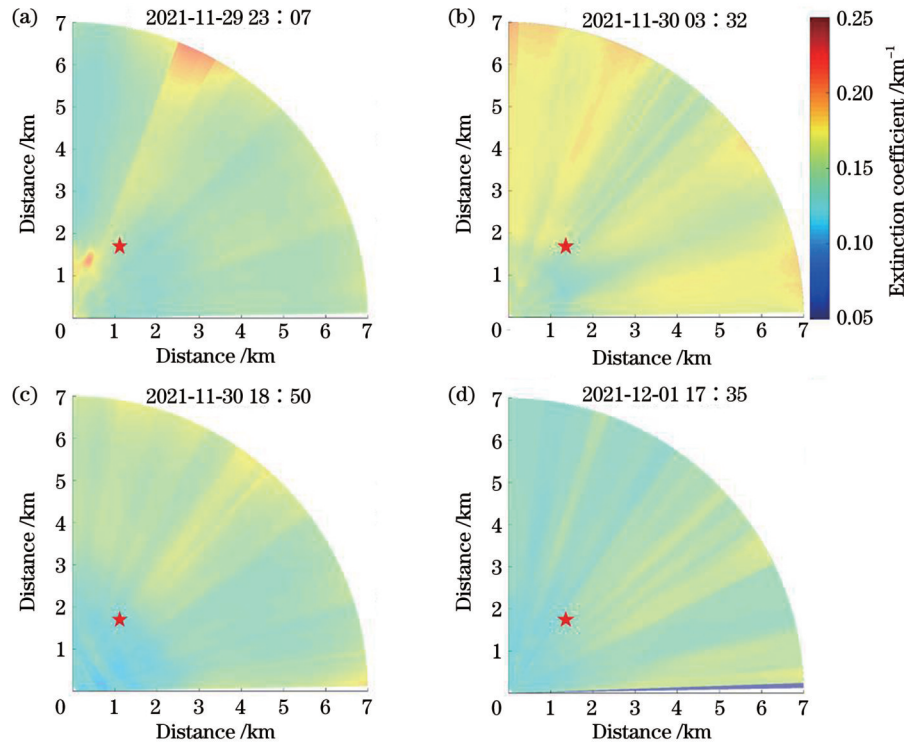 (a) 2021-11-29 23：07
7
6
5
4
3
2
1
0 1 2 3 4 5 6 7
Distance /km
Distance /km
(b) 2021-11-30 03：32
7
6
5
4
3
2
1
0 1 2 3 4 5 6 7
Distance /km
Distance /km
0.25
0.20
0.15
0.10
0.05
Extinction coefficient /km⁻¹
(c) 2021-11-30 18：50
7
6
5
4
3
2
1
0 1 2 3 4 5 6 7
Distance /km
Distance /km
(d) 2021-12-01 17：35
7
6
5
4
3
2
1
0 1 2 3 4 5 6 7
Distance /km
Distance /km